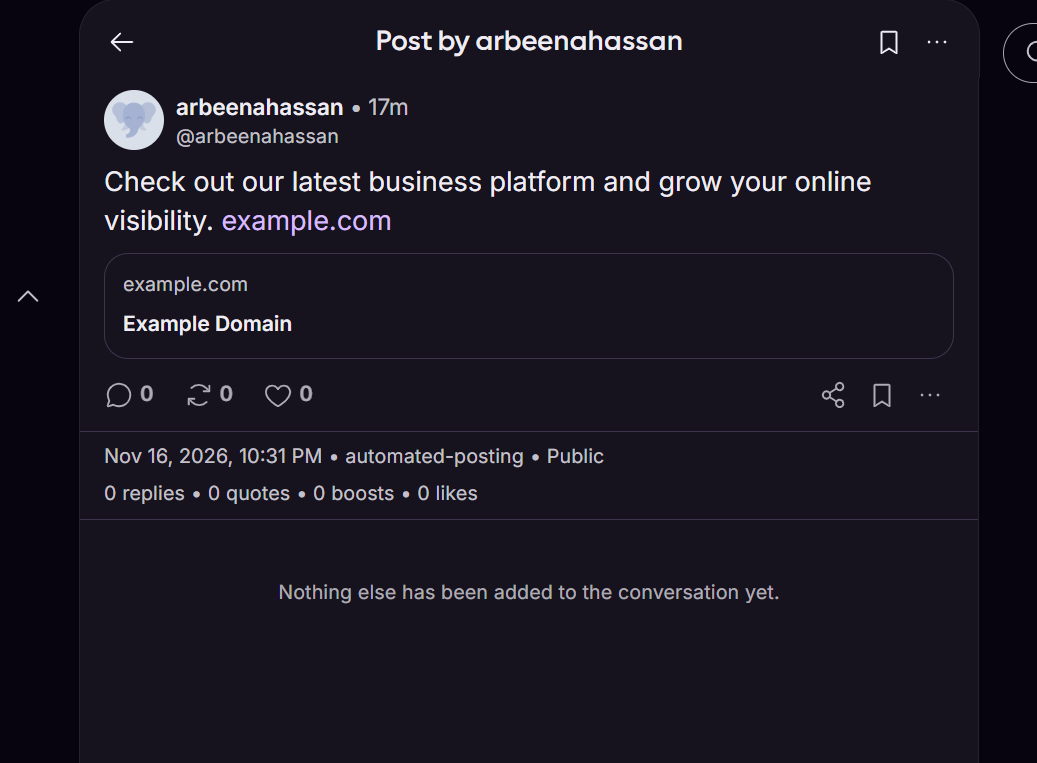 Post by arbeenahassan
arbeenahassan • 17m
@arbeenahassan
Check out our latest business platform and grow your online
visibility. example.com
example.com
Example Domain
0 0 0
Nov 16, 2026, 10:31 PM • automated-posting • Public
0 replies • 0 quotes • 0 boosts • 0 likes
Nothing else has been added to the conversation yet.